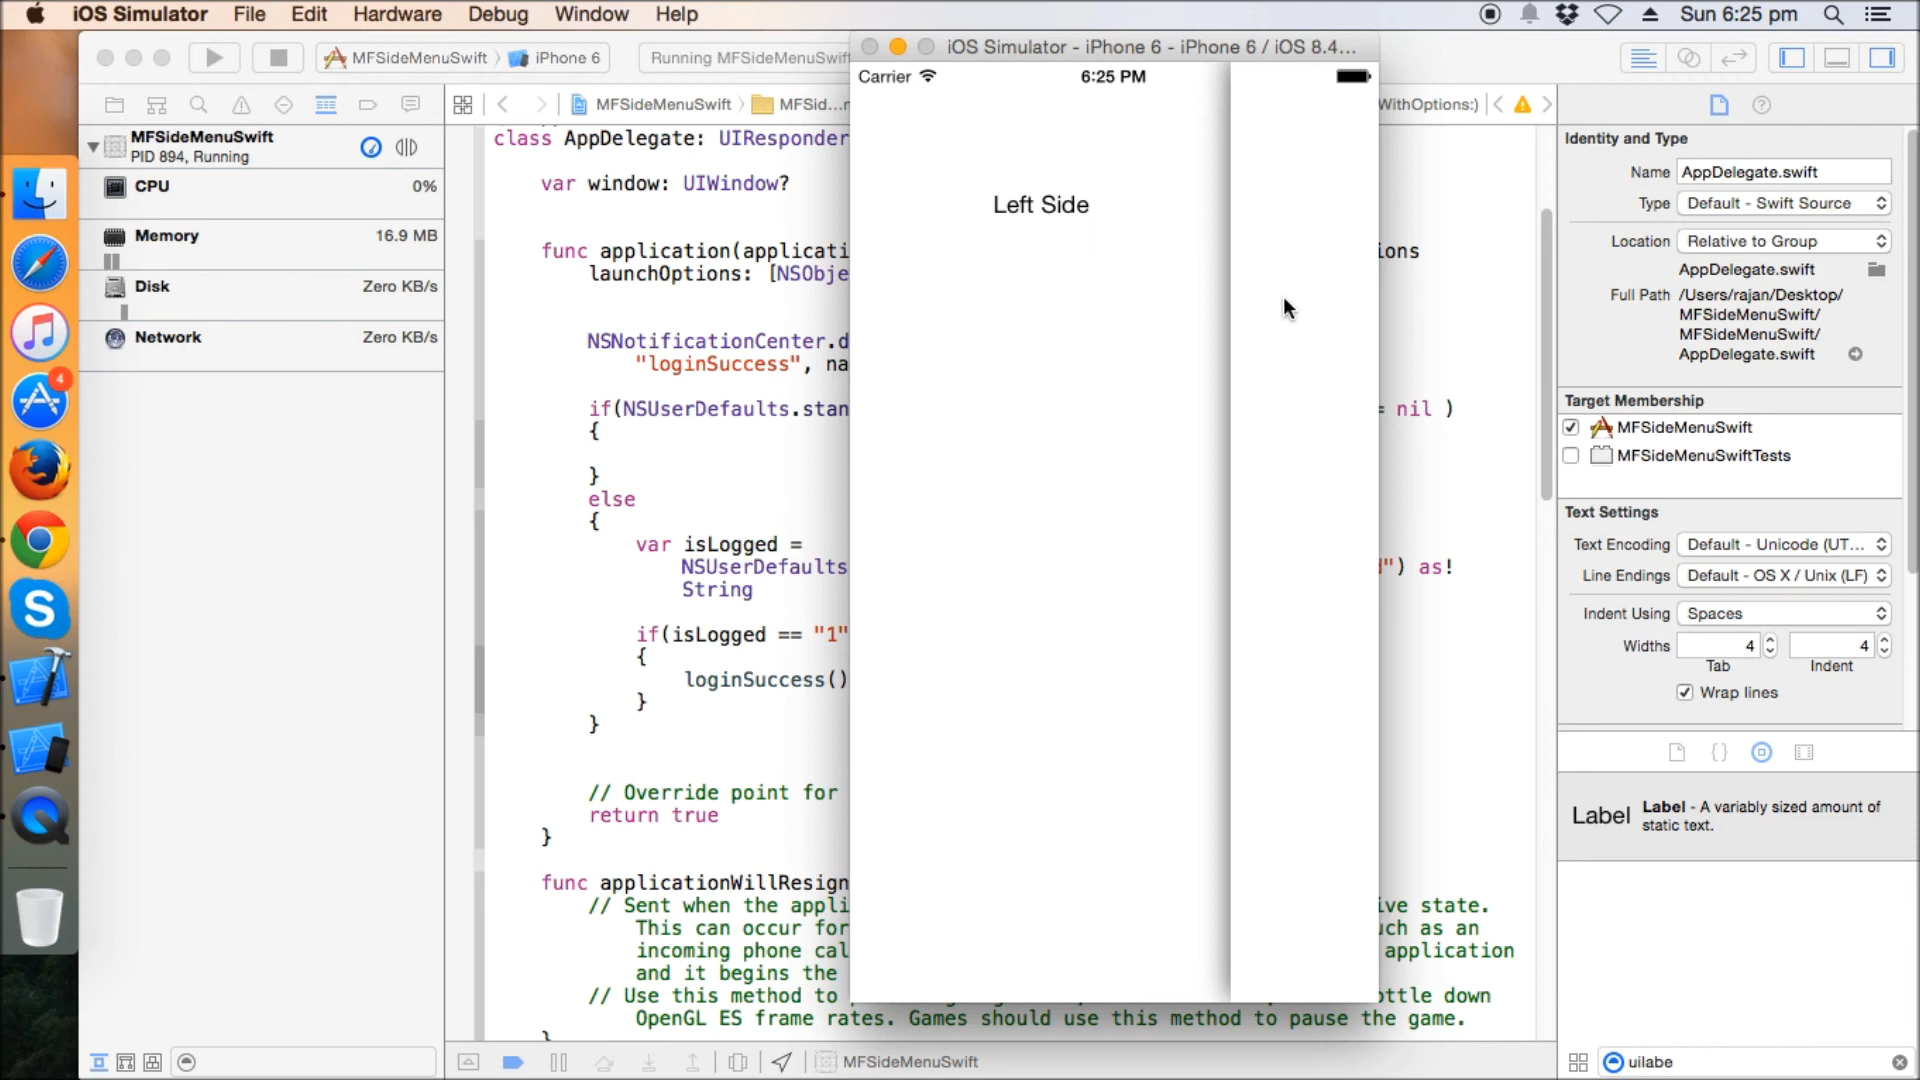 iOS Simulator File Edit Hardware Debug Window Help Sun 6:25 pm
MFSideMenuSwift iPhone 6 Running MFSideMenuSwift
iOS Simulator - iPhone 6 - iPhone 6 / iOS 8.4...
Carrier 6:25 PM
MFSideMenuSwift MFSid...r WithOptions:)
MFSideMenuSwift
PID 894, Running
CPU 0%
Memory 16.9 MB
Disk Zero KB/s
Network Zero KB/s
class AppDelegate: UIResponder
var window: UIWindow?
func application(applicati ions
launchOptions: [NSObje
NSNotificationCenter.d
"loginSuccess", na
if(NSUserDefaults.stan = nil )
{
}
else
{
var isLogged =
NSUserDefaults d") as!
String
if(isLogged == "1"
{
loginSuccess()
}
}
// Override point for
return true
}
func applicationWillResign
// Sent when the appli ive state.
This can occur for uch as an
incoming phone cal application
and it begins the
// Use this method to ottle down
OpenGL ES frame rates. Games should use this method to pause the game.
}
Left Side
Identity and Type
Name AppDelegate.swift
Type Default - Swift Source
Location Relative to Group
AppDelegate.swift
Full Path /Users/rajan/Desktop/
MFSideMenuSwift/
MFSideMenuSwift/
AppDelegate.swift
Target Membership
MFSideMenuSwift
MFSideMenuSwiftTests
Text Settings
Text Encoding Default - Unicode (UT...
Line Endings Default - OS X / Unix (LF)
Indent Using Spaces
Widths 4 4
Tab Indent
Wrap lines
Label Label - A variably sized amount of
static text.
4
MFSideMenuSwift
uilabe